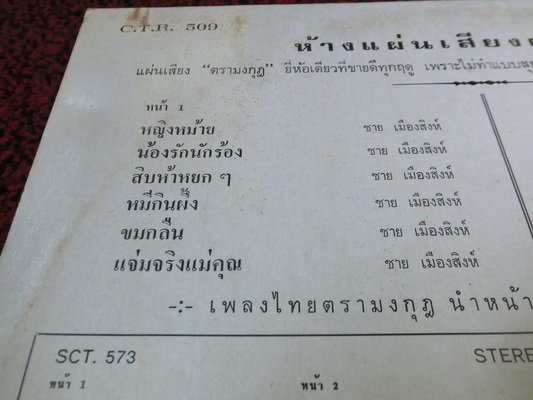 C.T.R. 509
ห้างแผ่นเสียง
แผ่นเสียง “ตรามงกุฎ” ยี่ห้อเดียวที่ขายดีทุกฤดู เพราะไม่ทำแบบสุ
หน้า 1
หญิงหม้าย ชาย เมืองสิงห์
น้องรักนักร้อง ชาย เมืองสิงห์
สิบห้าหยก ๆ ชาย เมืองสิงห์
หมีกินผึ้ง ชาย เมืองสิงห์
ขมกลืน ชาย เมืองสิงห์
แจ่มจริงแม่คุณ ชาย เมืองสิงห์
-:- เพลงไทยตรามงกุฎ นำหน้า
SCT. 573 STERE
หน้า 1 หน้า 2